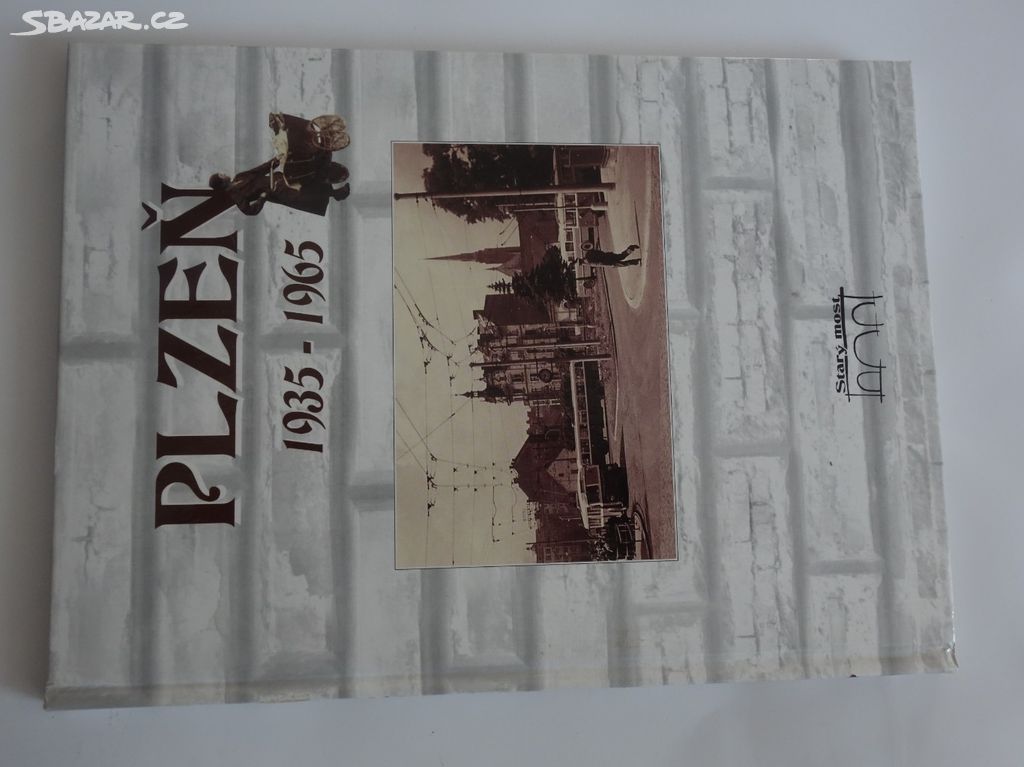 SBAZAR.CZ
PLZEŇ
1935 - 1965
Starý most